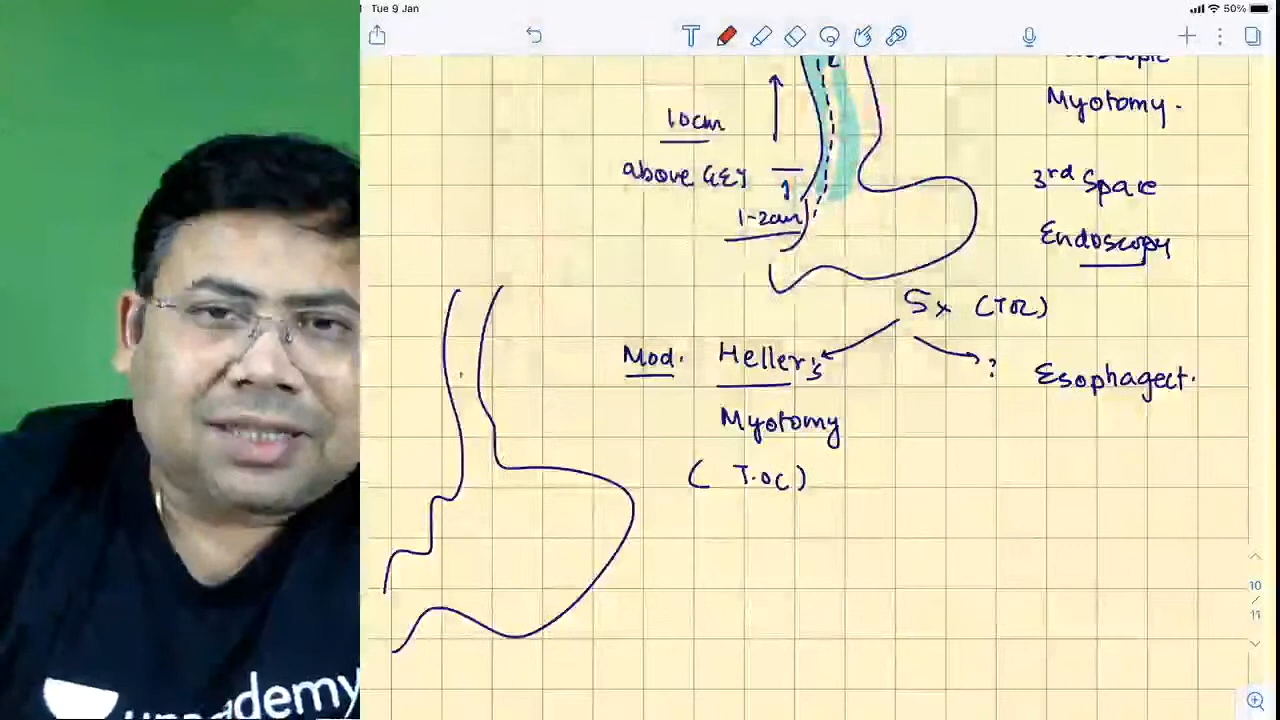 Tue 9 Jan
50%
Myotomy.
10cm
above GEJ
1-2cm
3rd Space
Endoscopy
Sx (TOC)
Mod. Heller's
Myotomy
( T.OC)
? Esophagect.
10
/
11